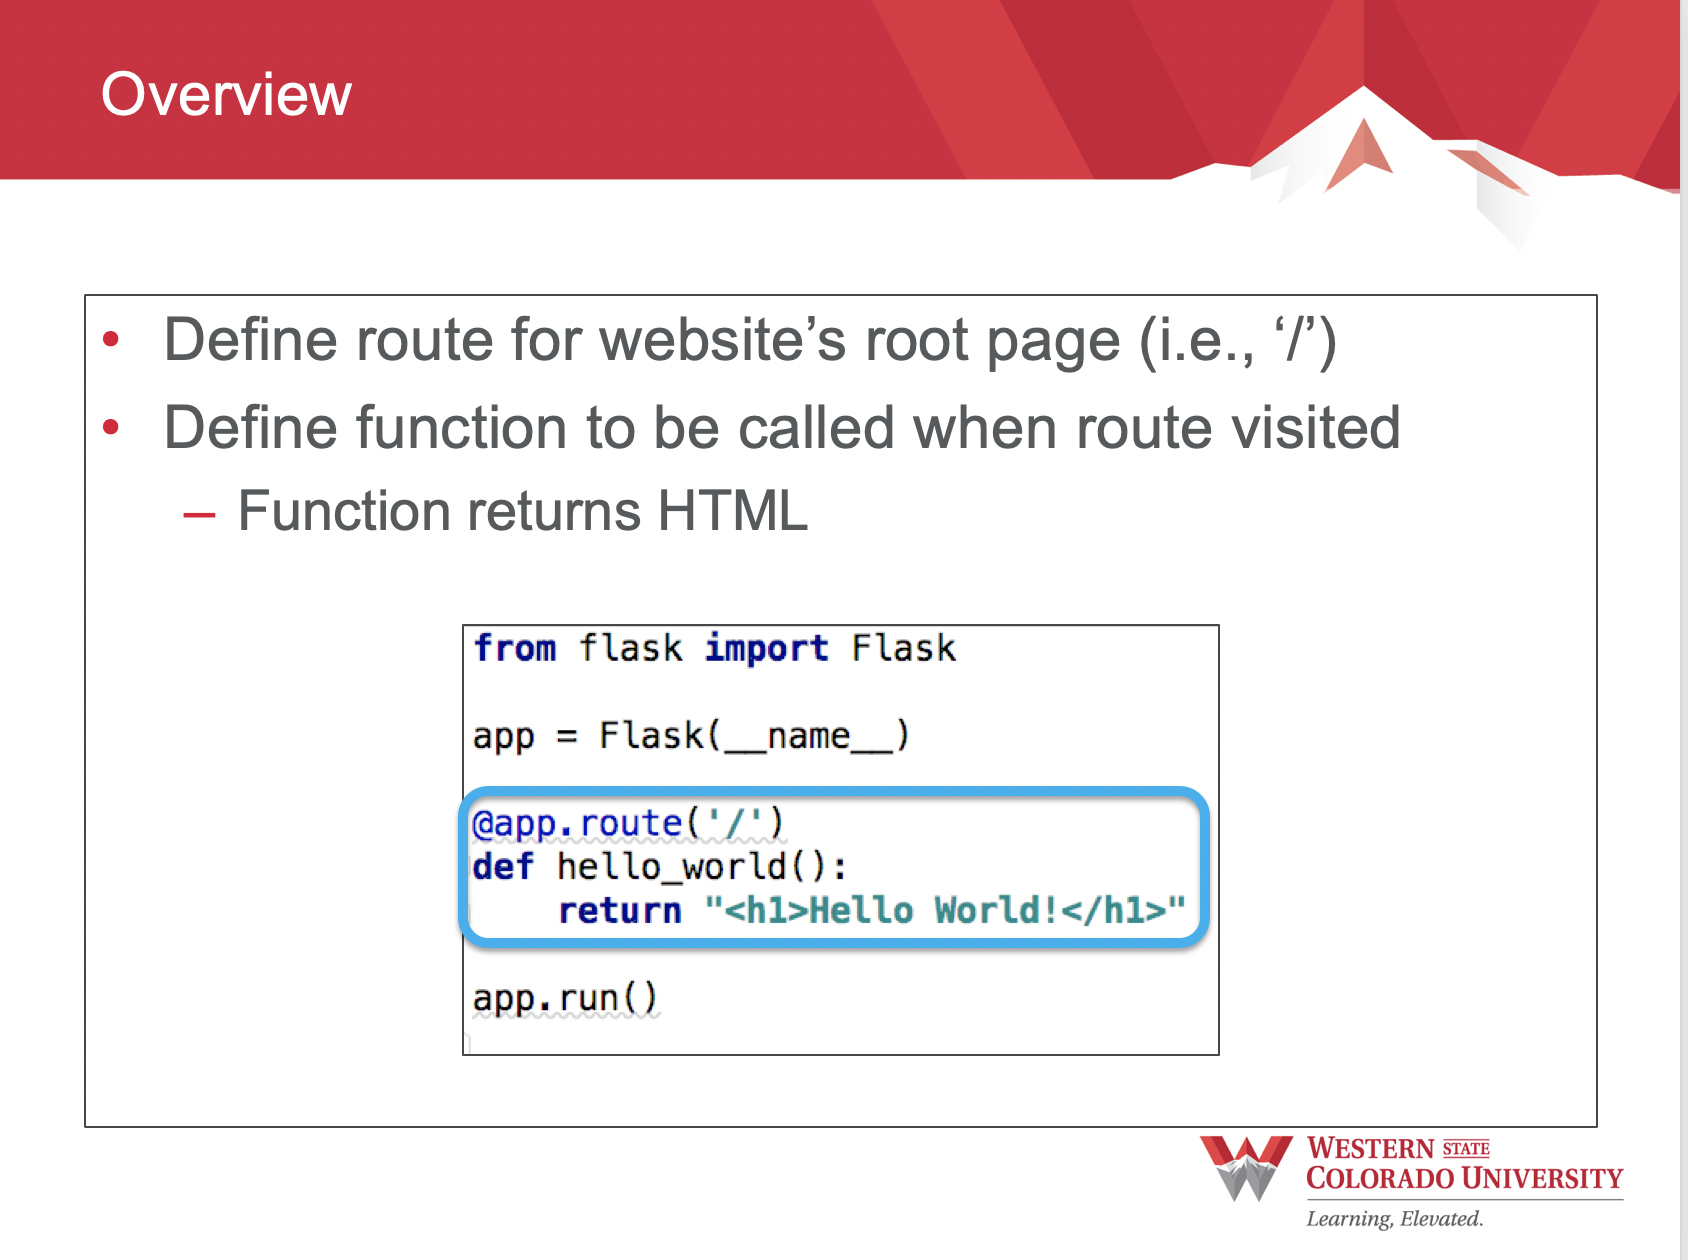 Overview
• Define route for website’s root page (i.e., ‘/’)
• Define function to be called when route visited
– Function returns HTML
from flask import Flask
app = Flask(__name__)
@app.route('/')
def hello_world():
    return "<h1>Hello World!</h1>"
app.run()
WESTERN STATE
COLORADO UNIVERSITY
Learning, Elevated.